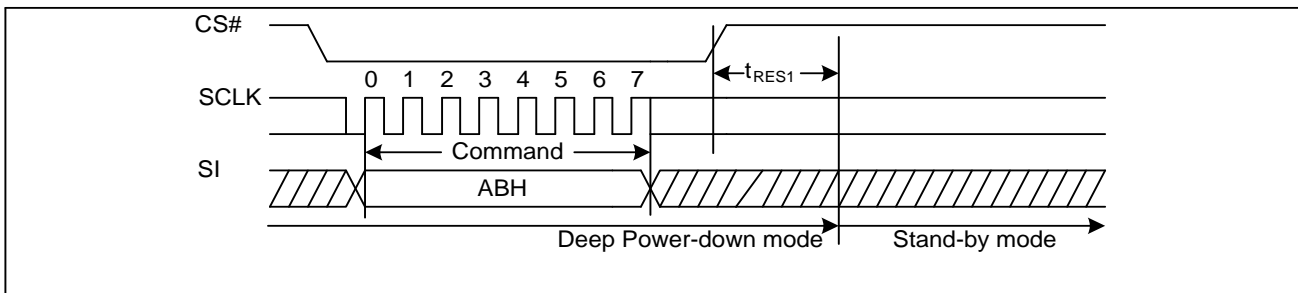 CS#
tRES1
0 1 2 3 4 5 6 7
SCLK
Command
SI
ABH
Deep Power-down mode Stand-by mode